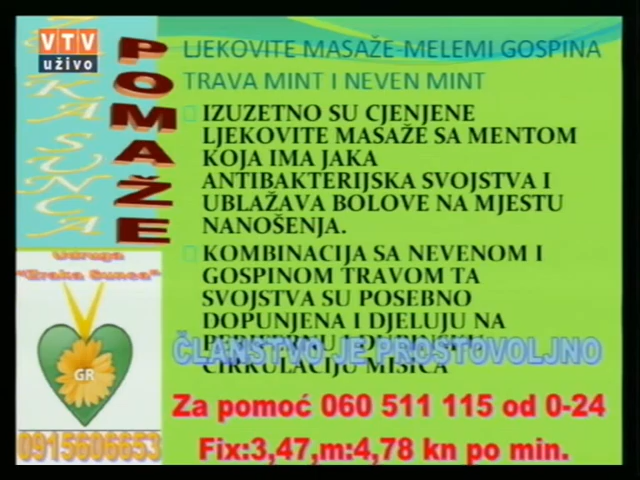 VTV
uživo
ZRAKA SUNCA
POMAŽE
LJEKOVITE MASAŽE-MELEMI GOSPINA
TRAVA MINT I NEVEN MINT
IZUZETNO SU CJENJENE
LJEKOVITE MASAŽE SA MENTOM
KOJA IMA JAKA
ANTIBAKTERIJSKA SVOJSTVA I
UBLAŽAVA BOLOVE NA MJESTU
NANOŠENJA.
KOMBINACIJA SA NEVENOM I
GOSPINOM TRAVOM TA
SVOJSTVA SU POSEBNO
DOPUNJENA I DJELUJU NA
ČLANSTVO JE PROSTOVOLJNO
CIRKULACIJU MIŠIĆA
Udruga
"Zraka Sunca"
GR
0915606653
Za pomoć 060 511 115 od 0-24
Fix:3,47,m:4,78 kn po min.